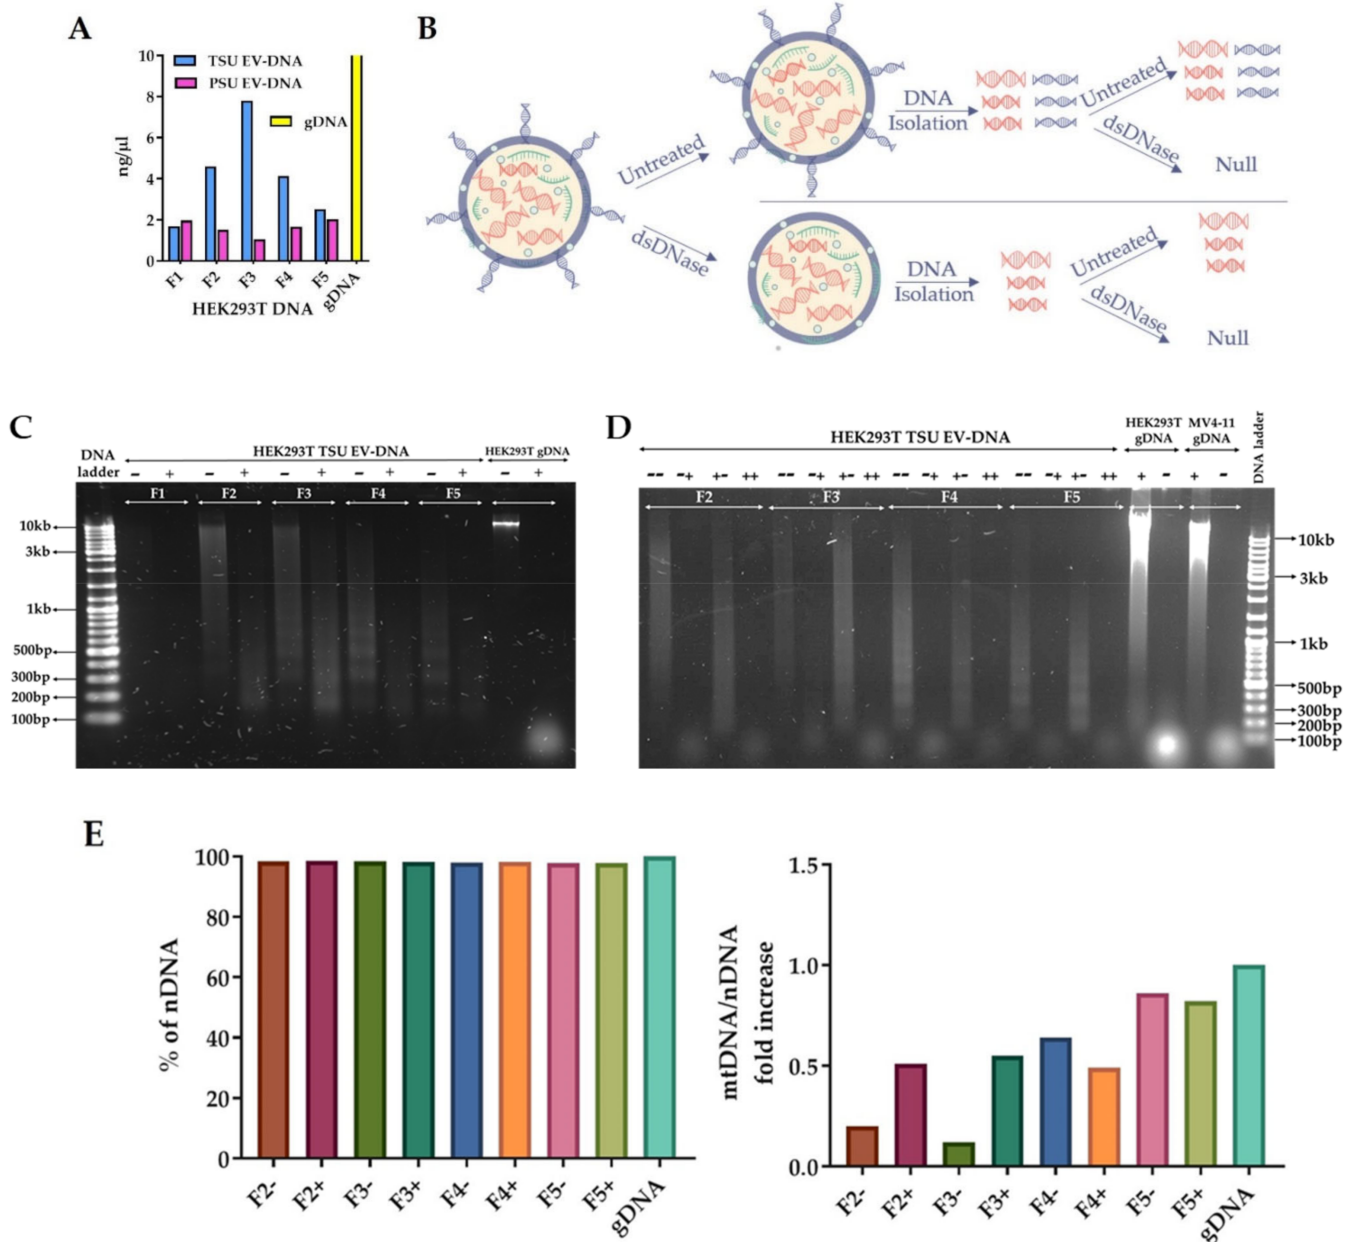 A
10
8
6
4
2
0
ng/µl
TSU EV-DNA
PSU EV-DNA
gDNA
F1 F2 F3 F4 F5 gDNA
HEK293T DNA
B
Untreated
dsDNase
DNA
Isolation
Untreated
dsDNase
Null
DNA
Isolation
Untreated
dsDNase
Null
C
DNA
ladder
HEK293T TSU EV-DNA
HEK293T gDNA
− + − + − + − + − + − +
F1 F2 F3 F4 F5
10kb
3kb
1kb
500bp
300bp
200bp
100bp
D
HEK293T TSU EV-DNA
HEK293T
gDNA
MV4-11
gDNA
DNA ladder
-- -+ +- ++ -- -+ +- ++ -- -+ +- ++ -- -+ +- ++ + - + -
F2 F3 F4 F5
10kb
3kb
1kb
500bp
300bp
200bp
100bp
E
% of nDNA
100
80
60
40
20
0
F2- F2+ F3- F3+ F4- F4+ F5- F5+ gDNA
mtDNA/nDNA
fold increase
1.5
1.0
0.5
0.0
F2- F2+ F3- F3+ F4- F4+ F5- F5+ gDNA